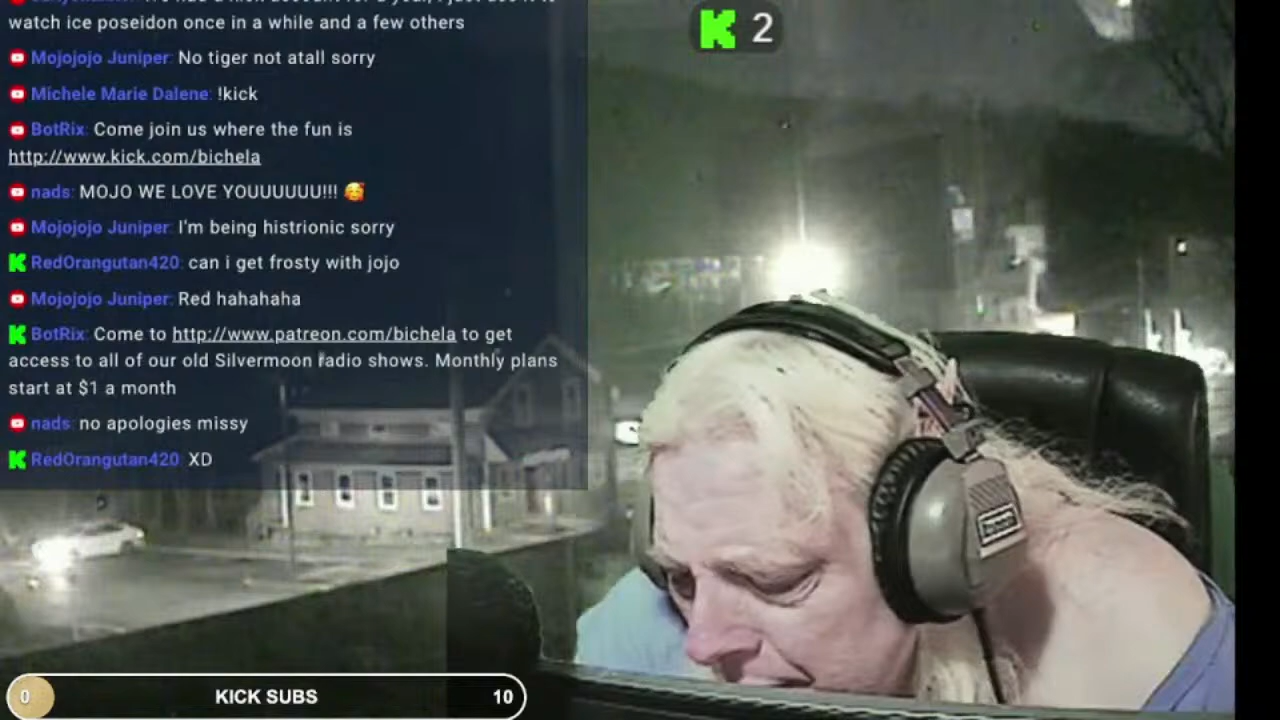 watch ice poseidon once in a while and a few others
Mojojojo Juniper: No tiger not atall sorry
Michele Marie Dalene: !kick
BotRix: Come join us where the fun is
http://www.kick.com/bichela
nads: MOJO WE LOVE YOUUUUUU!!! 🥰
Mojojojo Juniper: I'm being histrionic sorry
RedOrangutan420: can i get frosty with jojo
Mojojojo Juniper: Red hahahaha
BotRix: Come to http://www.patreon.com/bichela to get
access to all of our old Silvermoon radio shows. Monthly plans
start at $1 a month
nads: no apologies missy
RedOrangutan420: XD
K 2
0 KICK SUBS 10